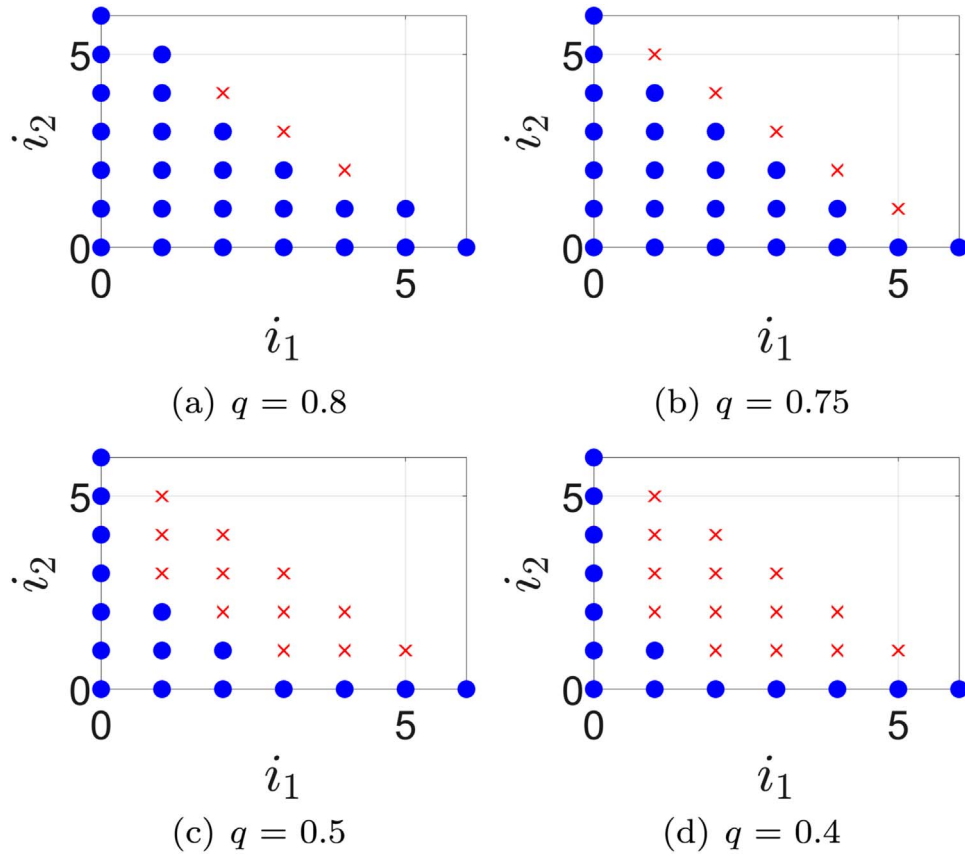 5
i₂
0
0 5
i₁
(a) q = 0.8
5
i₂
0
0 5
i₁
(b) q = 0.75
5
i₂
0
0 5
i₁
(c) q = 0.5
5
i₂
0
0 5
i₁
(d) q = 0.4